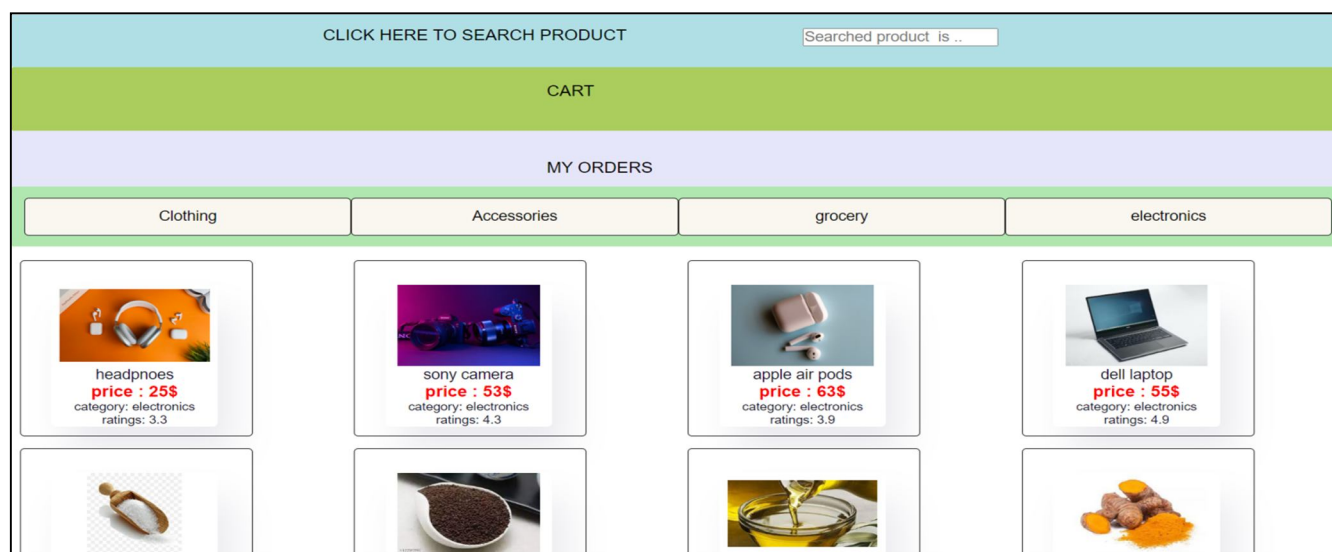 CLICK HERE TO SEARCH PRODUCT
Searched product is ..
CART
MY ORDERS
Clothing
Accessories
grocery
electronics
headpnoes
price : 25$
category: electronics
ratings: 3.3
sony camera
price : 53$
category: electronics
ratings: 4.3
apple air pods
price : 63$
category: electronics
ratings: 3.9
dell laptop
price : 55$
category: electronics
ratings: 4.9